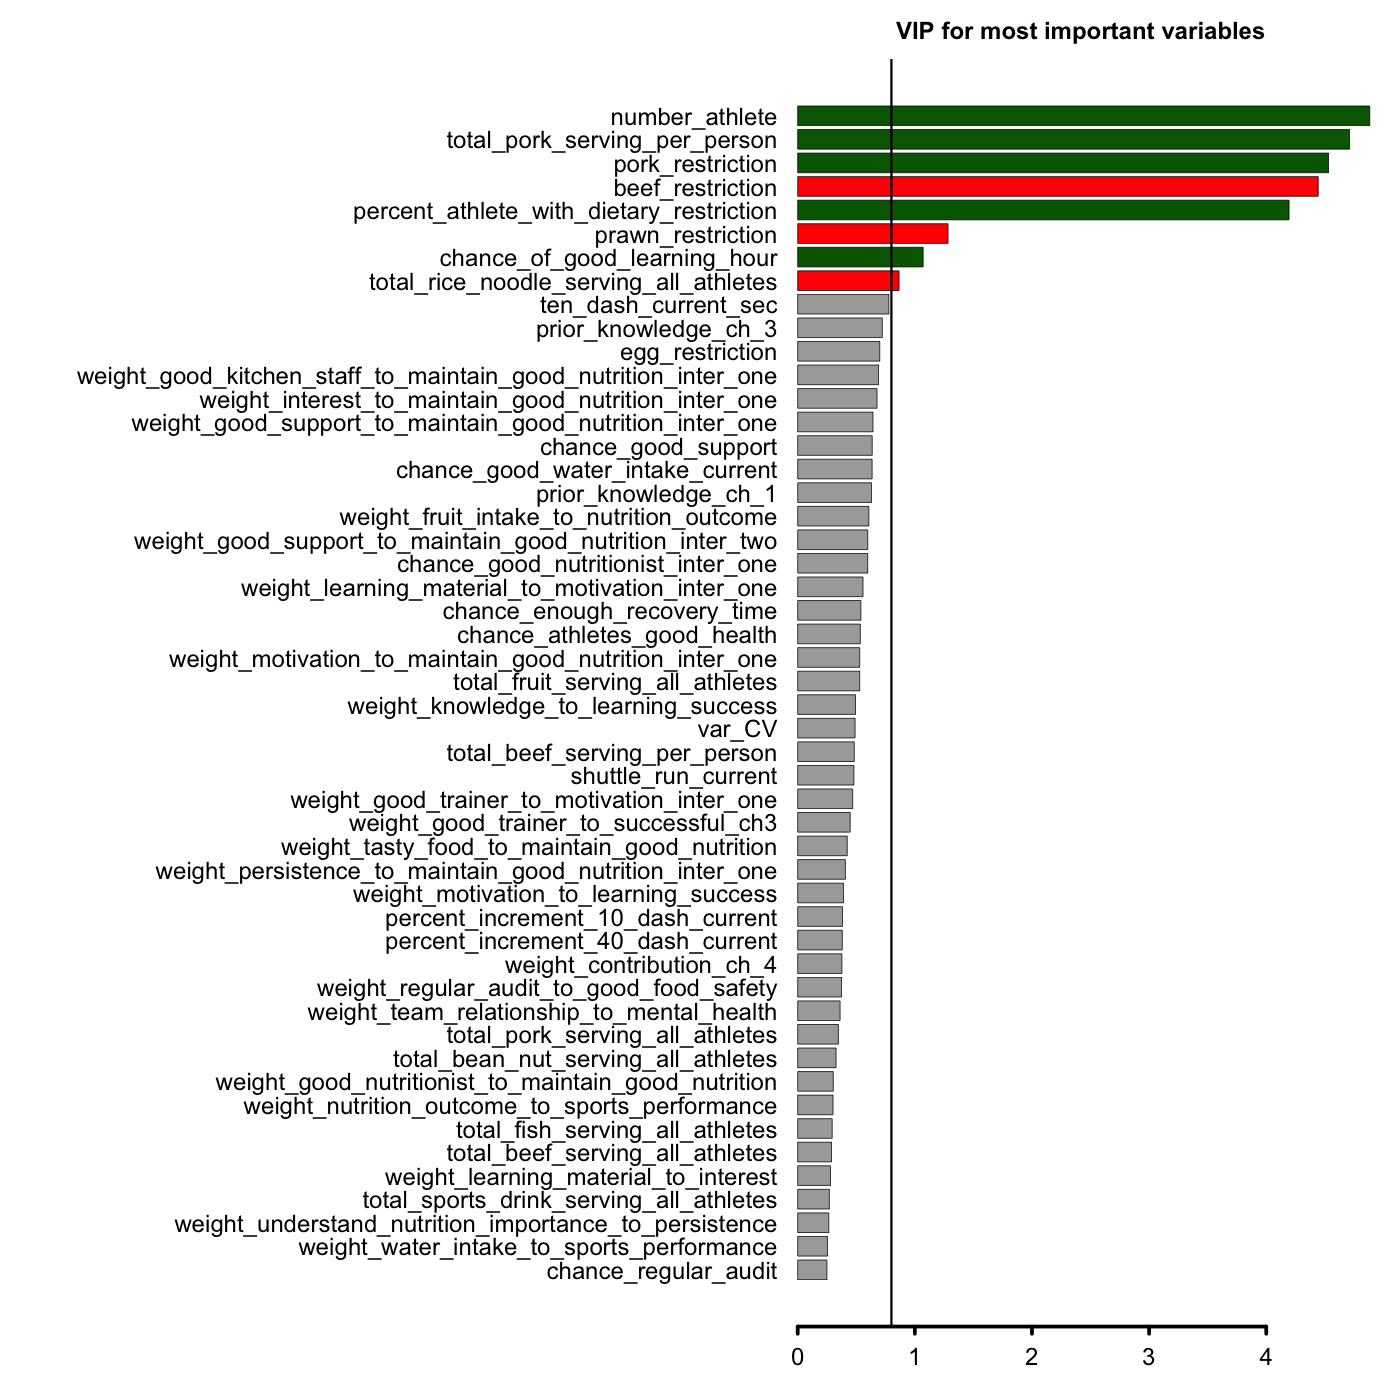 VIP for most important variables
number_athlete
total_pork_serving_per_person
pork_restriction
beef_restriction
percent_athlete_with_dietary_restriction
prawn_restriction
chance_of_good_learning_hour
total_rice_noodle_serving_all_athletes
ten_dash_current_sec
prior_knowledge_ch_3
egg_restriction
weight_good_kitchen_staff_to_maintain_good_nutrition_inter_one
weight_interest_to_maintain_good_nutrition_inter_one
weight_good_support_to_maintain_good_nutrition_inter_one
chance_good_support
chance_good_water_intake_current
prior_knowledge_ch_1
weight_fruit_intake_to_nutrition_outcome
weight_good_support_to_maintain_good_nutrition_inter_two
chance_good_nutritionist_inter_one
weight_learning_material_to_motivation_inter_one
chance_enough_recovery_time
chance_athletes_good_health
weight_motivation_to_maintain_good_nutrition_inter_one
total_fruit_serving_all_athletes
weight_knowledge_to_learning_success
var_CV
total_beef_serving_per_person
shuttle_run_current
weight_good_trainer_to_motivation_inter_one
weight_good_trainer_to_successful_ch3
weight_tasty_food_to_maintain_good_nutrition
weight_persistence_to_maintain_good_nutrition_inter_one
weight_motivation_to_learning_success
percent_increment_10_dash_current
percent_increment_40_dash_current
weight_contribution_ch_4
weight_regular_audit_to_good_food_safety
weight_team_relationship_to_mental_health
total_pork_serving_all_athletes
total_bean_nut_serving_all_athletes
weight_good_nutritionist_to_maintain_good_nutrition
weight_nutrition_outcome_to_sports_performance
total_fish_serving_all_athletes
total_beef_serving_all_athletes
weight_learning_material_to_interest
total_sports_drink_serving_all_athletes
weight_understand_nutrition_importance_to_persistence
weight_water_intake_to_sports_performance
chance_regular_audit
0 1 2 3 4